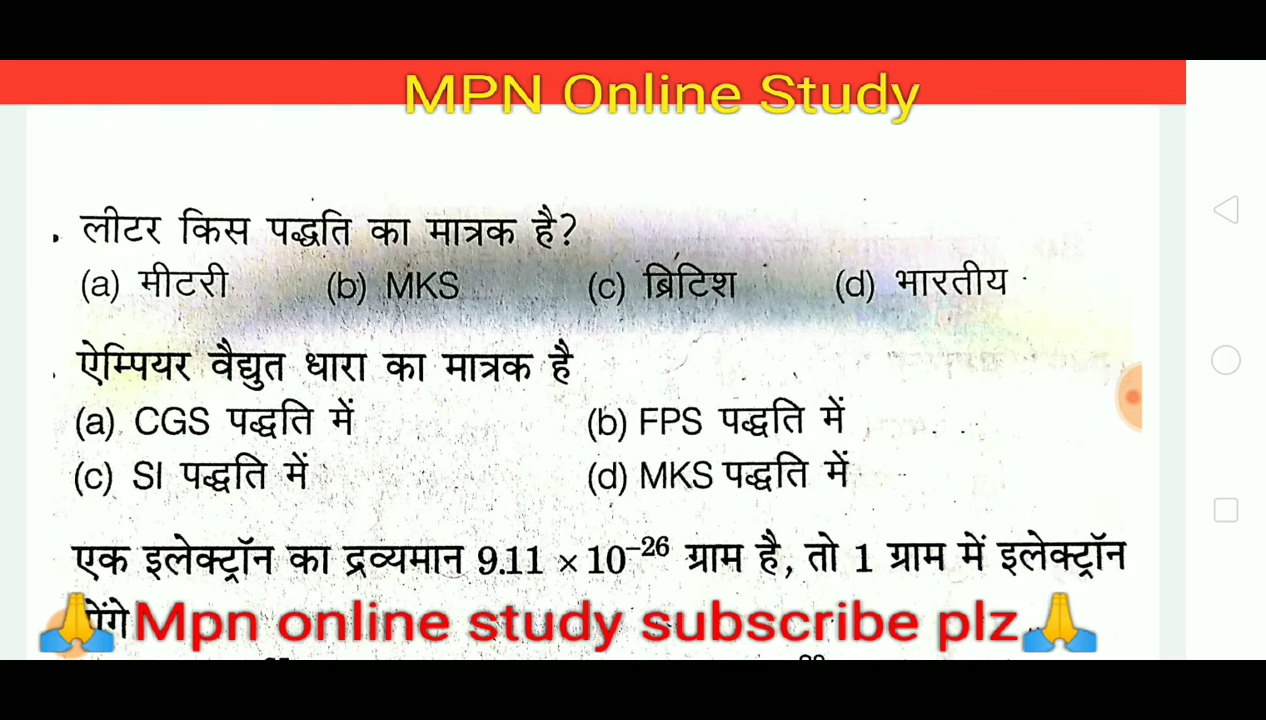 MPN Online Study
लीटर किस पद्धति का मात्रक है?
(a) मीटरी (b) MKS (c) ब्रिटिश (d) भारतीय
ऐम्पियर वैद्युत धारा का मात्रक है
(a) CGS पद्धति में (b) FPS पद्धति में
(c) SI पद्धति में (d) MKS पद्धति में
एक इलेक्ट्रॉन का द्रव्यमान 9.11 × 10⁻²⁶ ग्राम है, तो 1 ग्राम में इलेक्ट्रॉन
🙏Mpn online study subscribe plz🙏